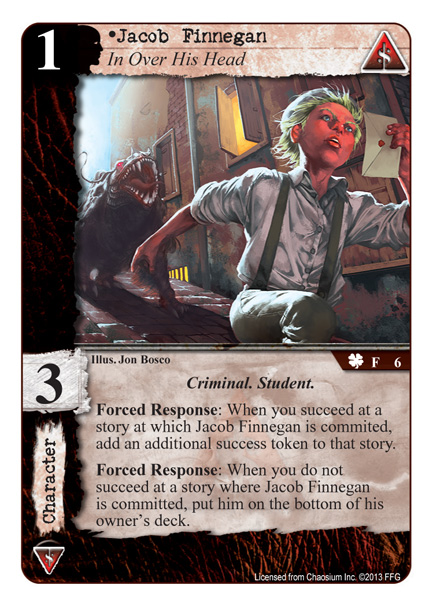 1
•Jacob Finnegan
In Over His Head
Illus. Jon Bosco
F 6
3
Character
Criminal. Student.
Forced Response: When you succeed at a
story at which Jacob Finnegan is commited,
add an additional success token to that story.
Forced Response: When you do not
succeed at a story where Jacob Finnegan
is committed, put him on the bottom of his
owner's deck.
Licensed from Chaosium Inc. ©2013 FFG